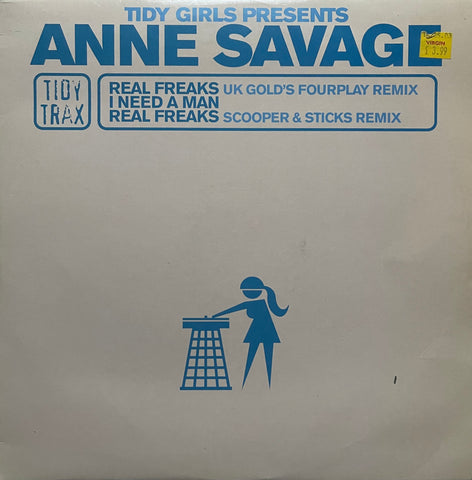 TIDY GIRLS PRESENTS
ANNE SAVAGE
TIDY
TRAX
REAL FREAKS UK GOLD'S FOURPLAY REMIX
I NEED A MAN
REAL FREAKS SCOOPER & STICKS REMIX
VIRGIN